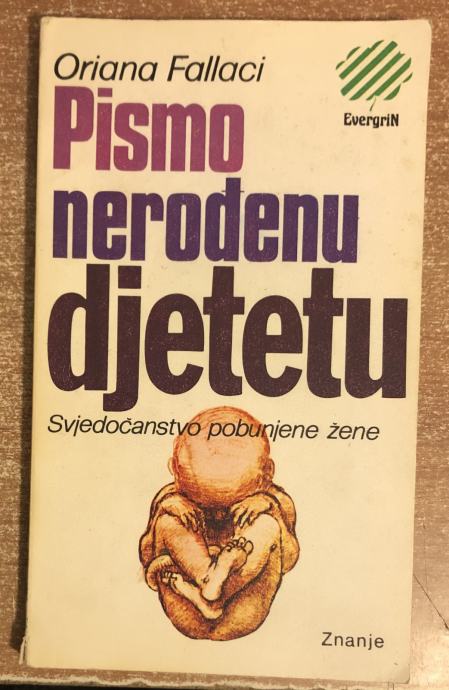 Oriana Fallaci
EvergriN
Pismo
nerođenu
djetetu
Svjedočanstvo pobunjene žene
Znanje